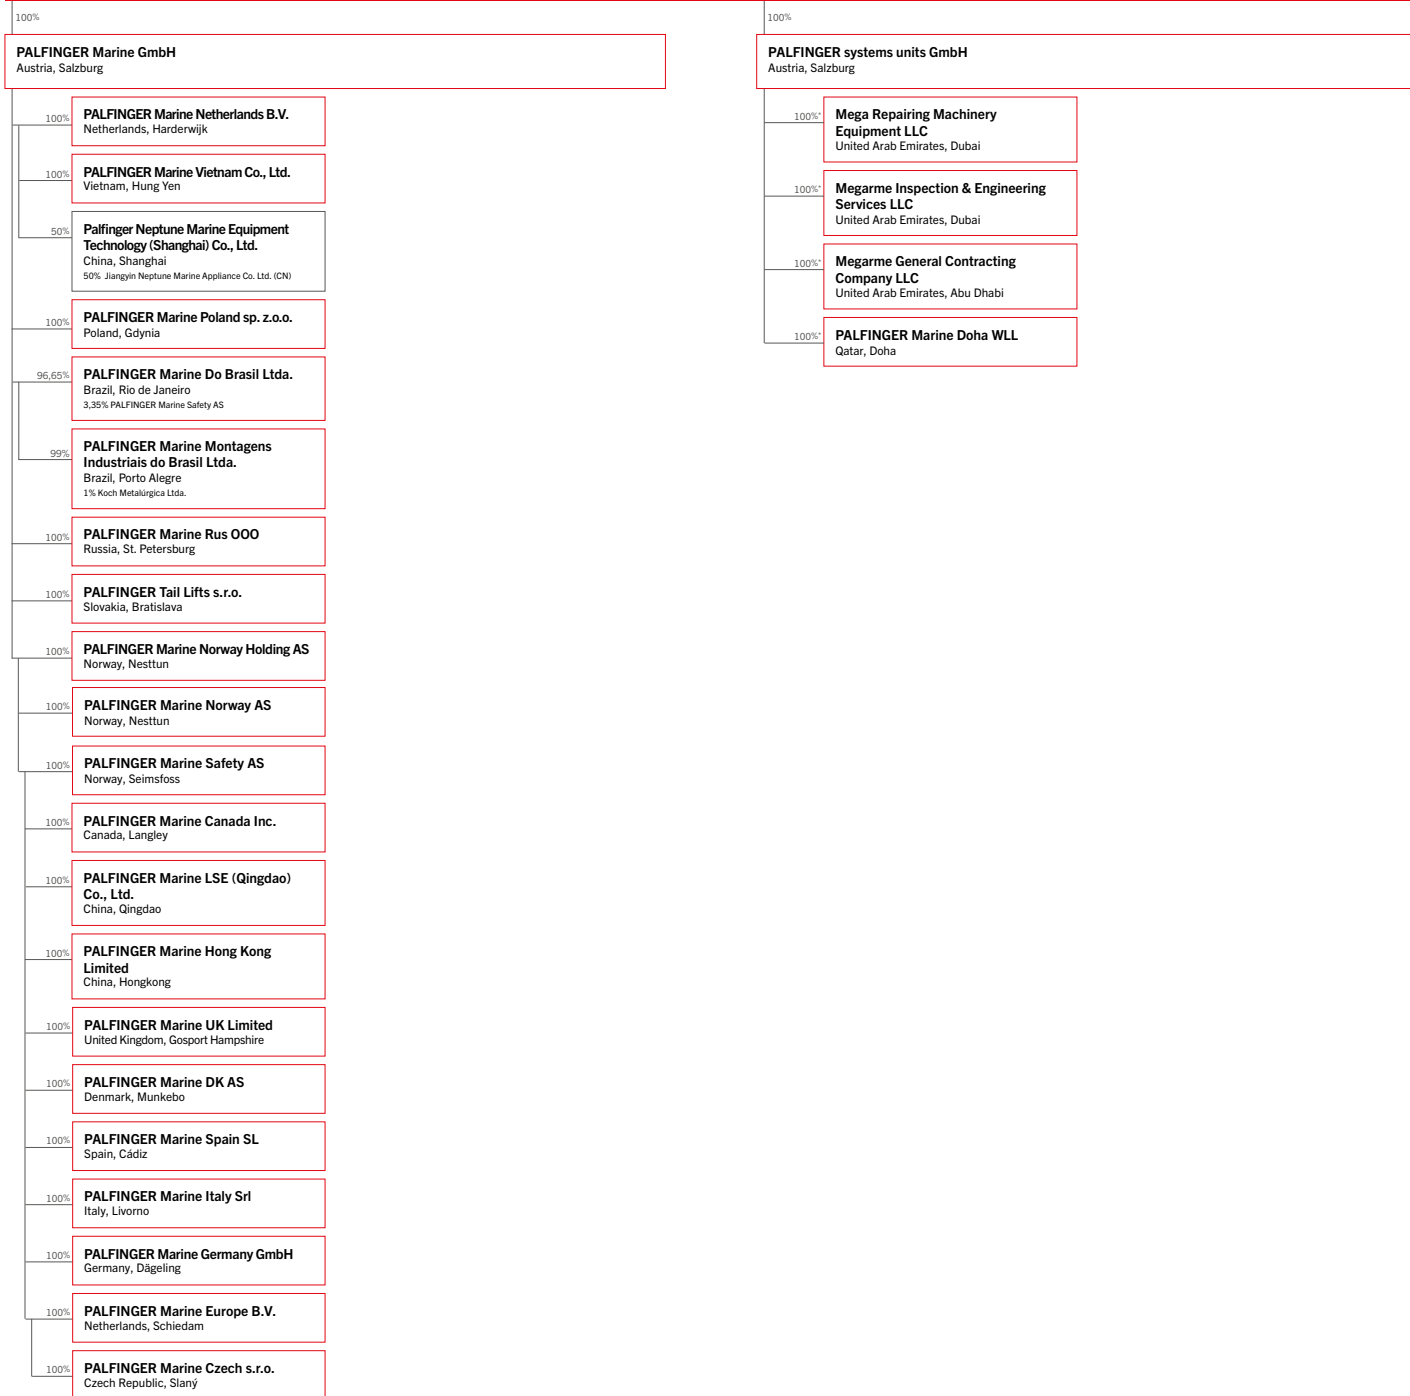 100%
PALFINGER Marine GmbH
Austria, Salzburg
100%
PALFINGER Marine Netherlands B.V.
Netherlands, Harderwijk
100%
PALFINGER Marine Vietnam Co., Ltd.
Vietnam, Hung Yen
50%
Palfinger Neptune Marine Equipment
Technology (Shanghai) Co., Ltd.
China, Shanghai
50% Jiangyin Neptune Marine Appliance Co. Ltd. (CN)
100%
PALFINGER Marine Poland sp. z.o.o.
Poland, Gdynia
96,65%
PALFINGER Marine Do Brasil Ltda.
Brazil, Rio de Janeiro
3,35% PALFINGER Marine Safety AS
99%
PALFINGER Marine Montagens
Industriais do Brasil Ltda.
Brazil, Porto Alegre
1% Koch Metalúrgica Ltda.
100%
PALFINGER Marine Rus OOO
Russia, St. Petersburg
100%
PALFINGER Tail Lifts s.r.o.
Slovakia, Bratislava
100%
PALFINGER Marine Norway Holding AS
Norway, Nesttun
100%
PALFINGER Marine Norway AS
Norway, Nesttun
100%
PALFINGER Marine Safety AS
Norway, Seimsfoss
100%
PALFINGER Marine Canada Inc.
Canada, Langley
100%
PALFINGER Marine LSE (Qingdao)
Co., Ltd.
China, Qingdao
100%
PALFINGER Marine Hong Kong
Limited
China, Hongkong
100%
PALFINGER Marine UK Limited
United Kingdom, Gosport Hampshire
100%
PALFINGER Marine DK AS
Denmark, Munkebo
100%
PALFINGER Marine Spain SL
Spain, Cádiz
100%
PALFINGER Marine Italy Srl
Italy, Livorno
100%
PALFINGER Marine Germany GmbH
Germany, Dägeling
100%
PALFINGER Marine Europe B.V.
Netherlands, Schiedam
100%
PALFINGER Marine Czech s.r.o.
Czech Republic, Slaný
100%
PALFINGER systems units GmbH
Austria, Salzburg
100%*
Mega Repairing Machinery
Equipment LLC
United Arab Emirates, Dubai
100%*
Megarme Inspection & Engineering
Services LLC
United Arab Emirates, Dubai
100%*
Megarme General Contracting
Company LLC
United Arab Emirates, Abu Dhabi
100%*
PALFINGER Marine Doha WLL
Qatar, Doha